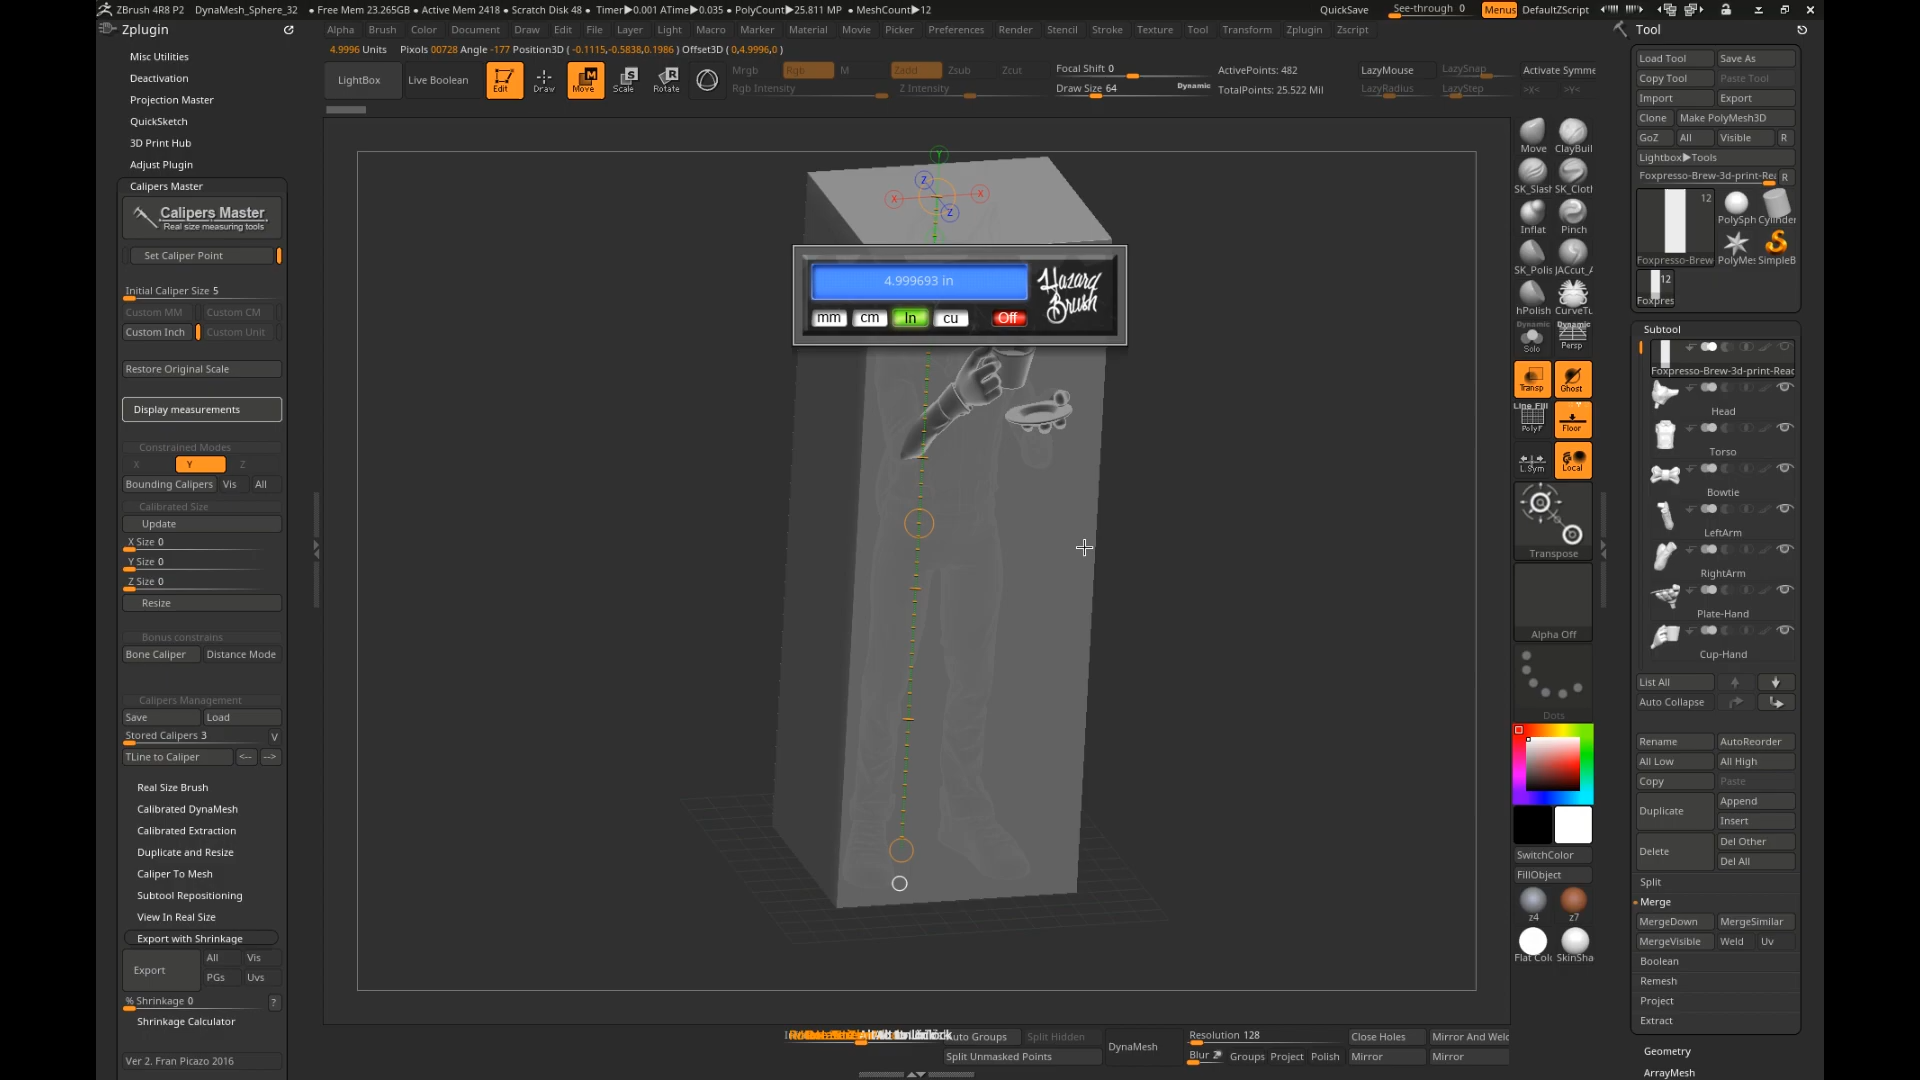 ZBrush 4R8 P2 DynaMesh_Sphere_32 ● Free Mem 23.265GB ● Active Mem 2418 ● Scratch Disk 48 ● Timer▶0.001 ATime▶0.035 ● PolyCount▶25.811 MP ● MeshCount▶12 QuickSave See-through 0 Menus DefaultZScript
Zplugin Alpha Brush Color Document Draw Edit File Layer Light Macro Marker Material Movie Picker Preferences Render Stencil Stroke Texture Tool Transform Zplugin Zscript Tool
4.9996 Units Pixols 00728 Angle -177 Position3D ( -0.1115,-0.5838,0.1986 ) Offset3D ( 0,4.9996,0 )
LightBox Live Boolean Edit Draw Move Scale Rotate
Mrgb Rgb M Zadd Zsub Zcut
Rgb Intensity Z Intensity
Focal Shift 0
Draw Size 64 Dynamic
ActivePoints: 482
TotalPoints: 25.522 Mil
LazyMouse LazySnap
LazyRadius LazyStep
Activate Symme
>X< >Y<
Misc Utilities
Deactivation
Projection Master
QuickSketch
3D Print Hub
Adjust Plugin
Calipers Master
Calipers Master
Real size measuring tools
Set Caliper Point
Initial Caliper Size 5
Custom MM Custom CM
Custom Inch Custom Unit
Restore Original Scale
Display measurements
Constrained Modes
X Y Z
Bounding Calipers Vis All
Calibrated Size
Update
X Size 0
Y Size 0
Z Size 0
Resize
Bonus constrains
Bone Caliper Distance Mode
Calipers Management
Save Load
Stored Calipers 3 V
TLine to Caliper <-- -->
Real Size Brush
Calibrated DynaMesh
Calibrated Extraction
Duplicate and Resize
Caliper To Mesh
Subtool Repositioning
View In Real Size
Export with Shrinkage
Export All Vis
PGs Uvs
% Shrinkage 0 ?
Shrinkage Calculator
Ver 2. Fran Picazo 2016
Y
Z
X X
Z
4.999693 in
mm cm In cu Off
Hazard
Brush
Move ClayBuil
SK_Slash SK_Cloth
Inflat Pinch
SK_Polis JACcut_A
hPolish CurveTu
Dynamic Dynamic
Solo Persp
Transp Ghost
Line Fill
PolyF Floor
L.Sym Local
Transpose
Alpha Off
Dots
SwitchColor
FillObject
z4 z7
Flat Colo SkinSha
Load Tool Save As
Copy Tool Paste Tool
Import Export
Clone Make PolyMesh3D
GoZ All Visible R
Lightbox▶Tools
Foxpresso-Brew-3d-print-Rea R
12
PolySph Cylinder
Foxpresso-Brew PolyMes SimpleB
12
Foxpres
Subtool
Foxpresso-Brew-3d-print-Reac
Head
Torso
Bowtie
LeftArm
RightArm
Plate-Hand
Cup-Hand
List All
Auto Collapse
Rename AutoReorder
All Low All High
Copy Paste
Duplicate Append
Insert
Delete Del Other
Del All
Split
Merge
MergeDown MergeSimilar
MergeVisible Weld Uv
Boolean
Remesh
Project
Extract
Geometry
ArrayMesh
Auto Groups Split Hidden
Split Unmasked Points
DynaMesh
Resolution 128
Blur 2 Groups Project Polish
Close Holes Mirror And Weld
Mirror Mirror